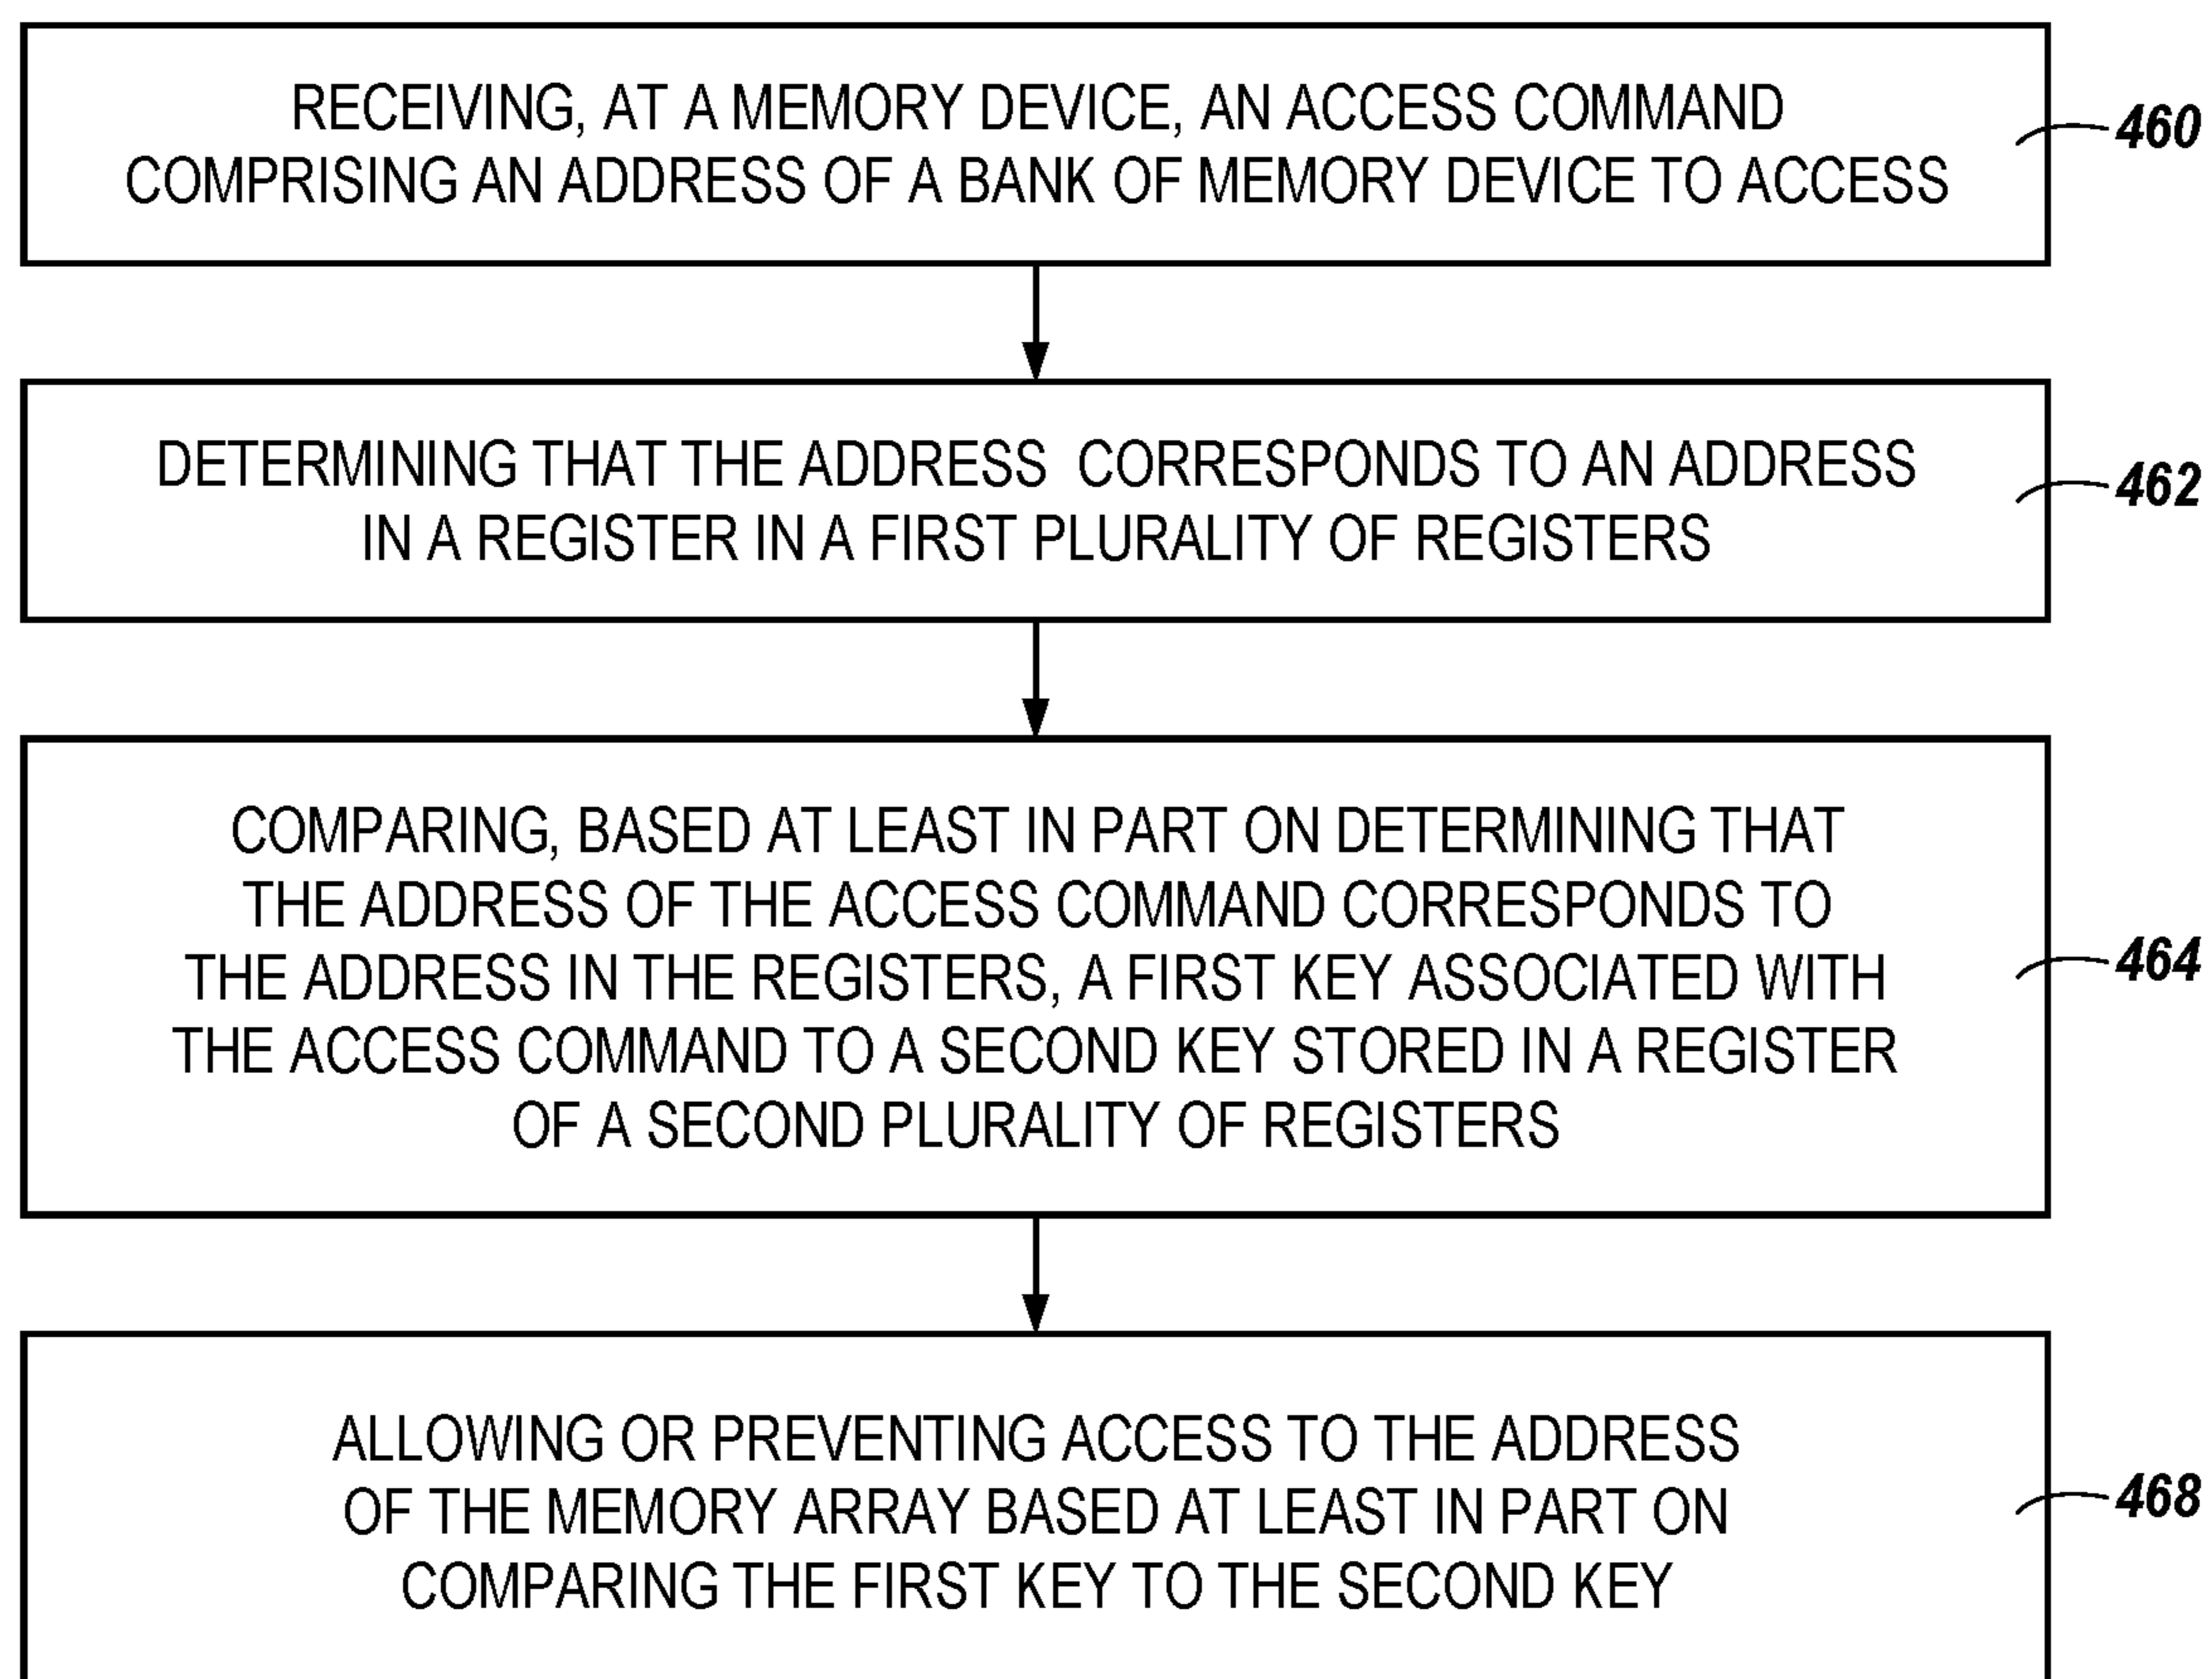 RECEIVING, AT A MEMORY DEVICE, AN ACCESS COMMAND
COMPRISING AN ADDRESS OF A BANK OF MEMORY DEVICE TO ACCESS
460
DETERMINING THAT THE ADDRESS CORRESPONDS TO AN ADDRESS
IN A REGISTER IN A FIRST PLURALITY OF REGISTERS
462
COMPARING, BASED AT LEAST IN PART ON DETERMINING THAT
THE ADDRESS OF THE ACCESS COMMAND CORRESPONDS TO
THE ADDRESS IN THE REGISTERS, A FIRST KEY ASSOCIATED WITH
THE ACCESS COMMAND TO A SECOND KEY STORED IN A REGISTER
OF A SECOND PLURALITY OF REGISTERS
464
ALLOWING OR PREVENTING ACCESS TO THE ADDRESS
OF THE MEMORY ARRAY BASED AT LEAST IN PART ON
COMPARING THE FIRST KEY TO THE SECOND KEY
468